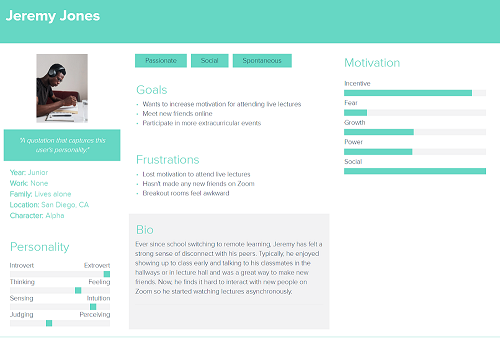 Jeremy Jones
"A quotation that captures this
user's personality."
Year: Junior
Work: None
Family: Lives alone
Location: San Diego, CA
Character: Alpha
Personality
Introvert Extrovert
Thinking Feeling
Sensing Intuition
Judging Perceiving
Passionate Social Spontaneous
Goals
• Wants to increase motivation for attending live lectures
• Meet new friends online
• Participate in more extracurricular events
Frustrations
• Lost motivation to attend live lectures
• Hasn't made any new friends on Zoom
• Breakout rooms feel awkward
Bio
Ever since school switching to remote learning, Jeremy has felt a
strong sense of disconnect with his peers. Typically, he enjoyed
showing up to class early and talking to his classmates in the
hallways or in lecture hall and was a great way to make new
friends. Now, he finds it hard to interact with new people on
Zoom so he started watching lectures asynchronously.
Motivation
Incentive
Fear
Growth
Power
Social